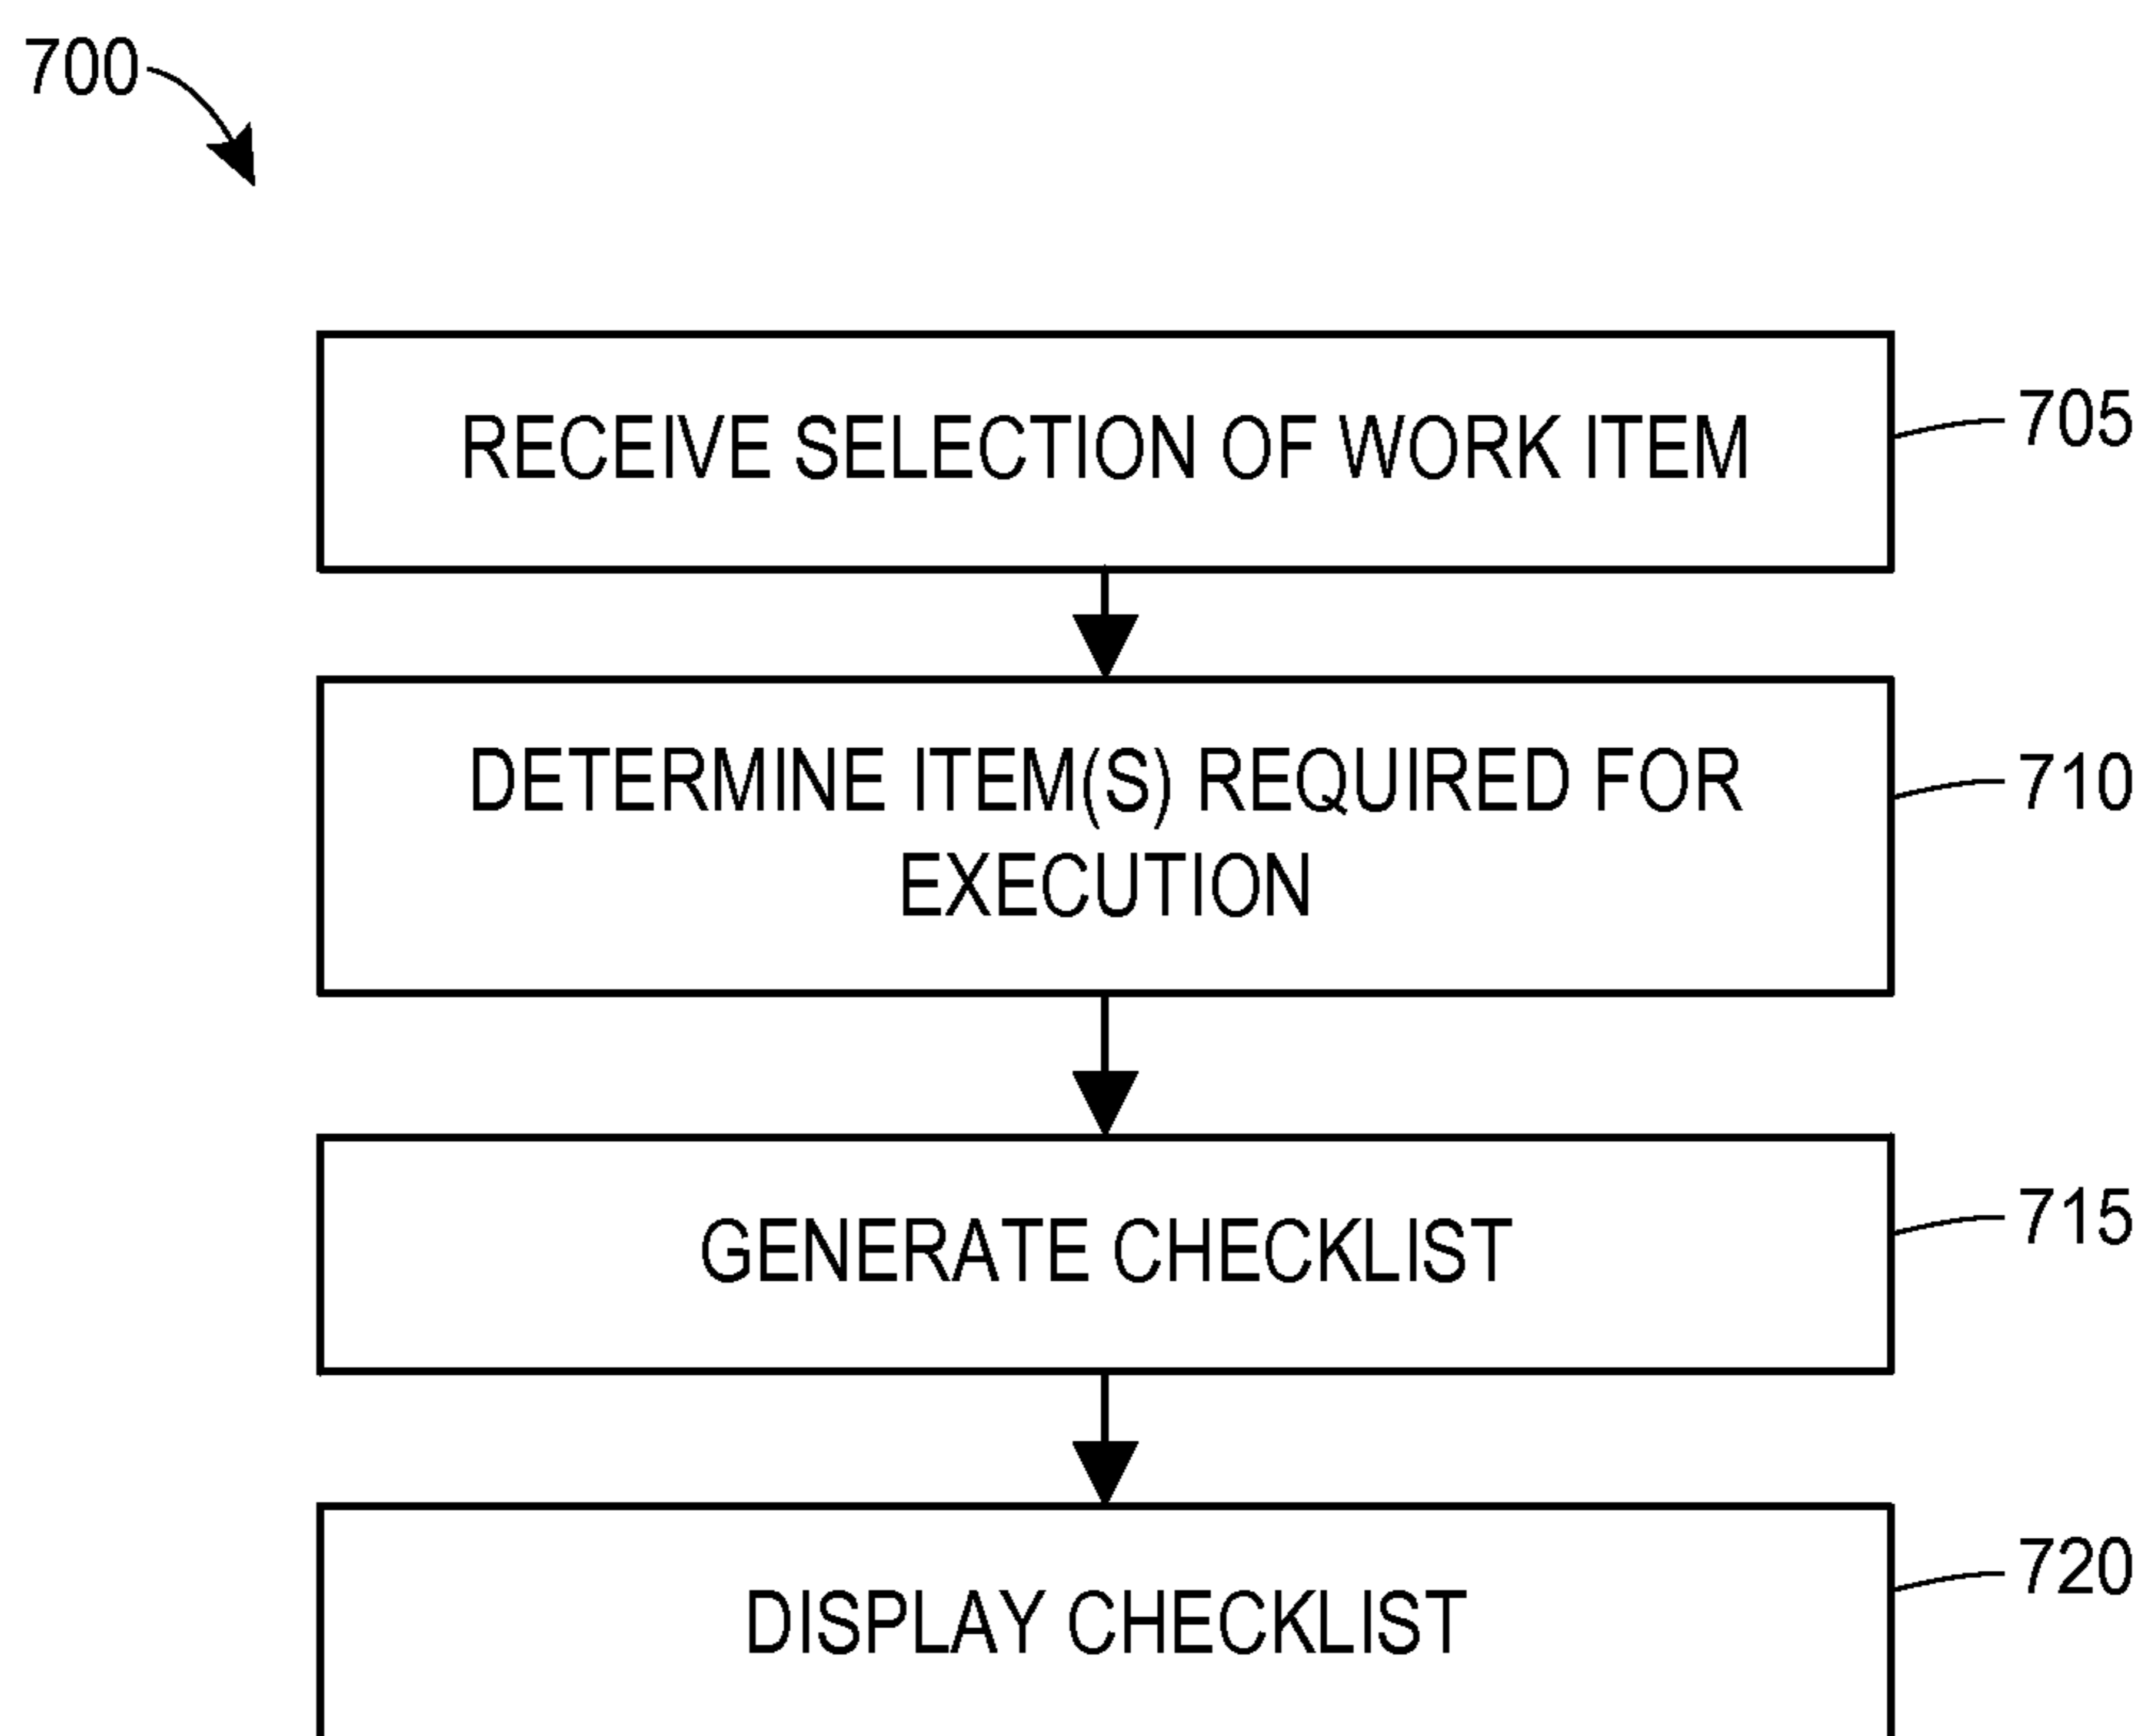 700
RECEIVE SELECTION OF WORK ITEM
705
DETERMINE ITEM(S) REQUIRED FOR
EXECUTION
710
GENERATE CHECKLIST
715
DISPLAY CHECKLIST
720